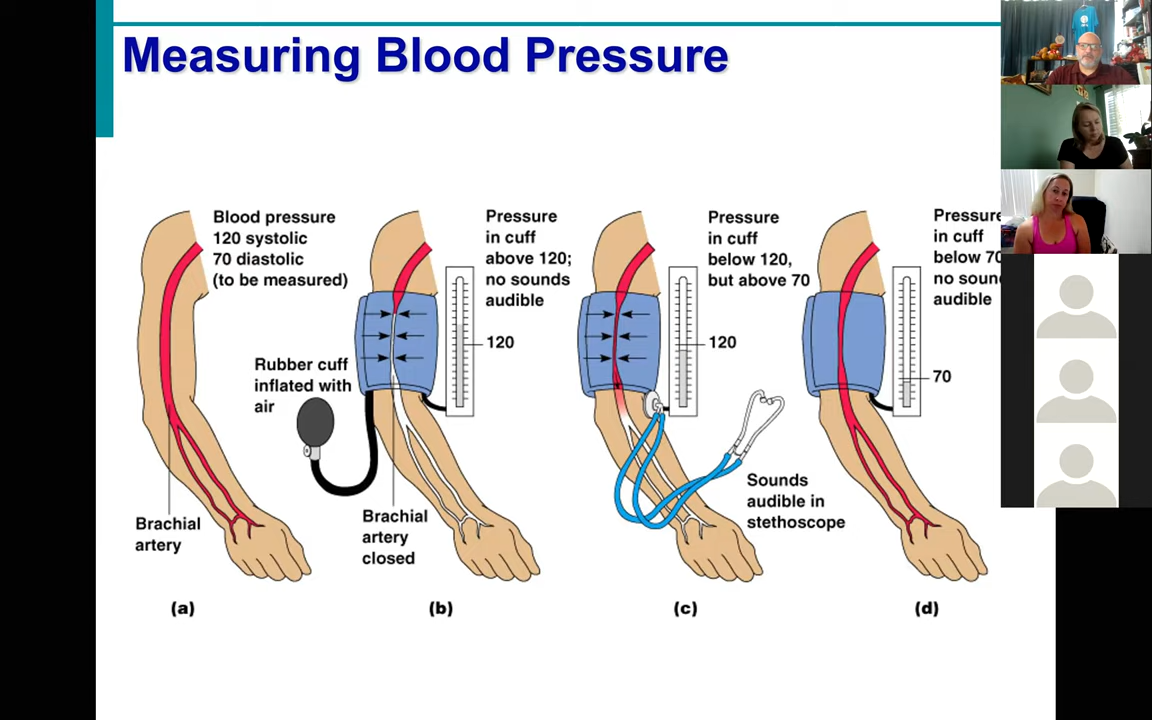 Measuring Blood Pressure
Blood pressure
120 systolic
70 diastolic
(to be measured)
Pressure
in cuff
above 120;
no sounds
audible
Pressure
in cuff
below 120,
but above 70
Pressure
in cuff
below 70
no soun
audible
120
120
70
Rubber cuff
inflated with
air
Sounds
audible in
stethoscope
Brachial
artery
Brachial
artery
closed
(a)
(b)
(c)
(d)